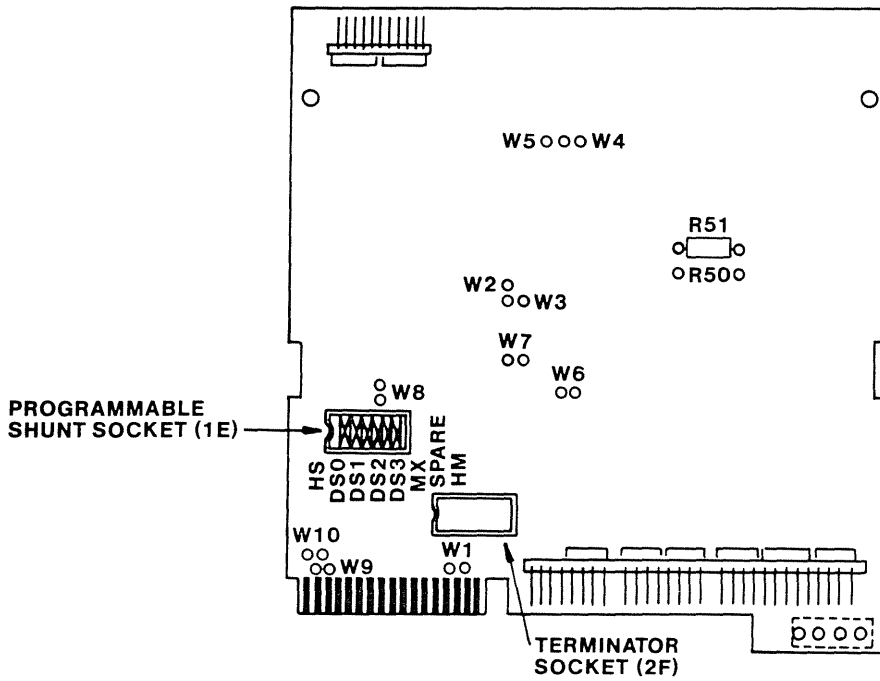 W5 W4
R51
R50
W2
W3
W7
W6
W8
PROGRAMMABLE
SHUNT SOCKET (1E)
HS
DS0
DS1
DS2
DS3
MX
SPARE
HM
W10
W9
W1
TERMINATOR
SOCKET (2F)